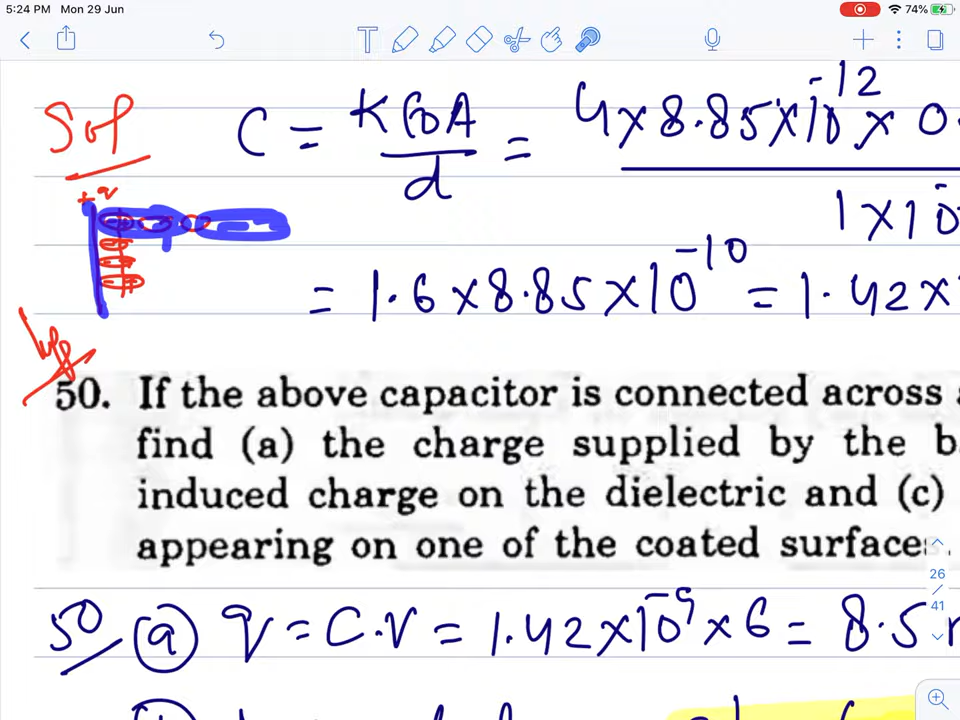 5:24 PM Mon 29 Jun
74%
T
Sol C = Kϵ0A/d = 4×8.85×10^-12 × 0.
1×10
+q
= 1.6×8.85×10^-10 = 1.42×
50. If the above capacitor is connected across
find (a) the charge supplied by the b
induced charge on the dielectric and (c)
appearing on one of the coated surfaces.
26
/
41
50 (a) q = C.V = 1.42×10^-9 × 6 = 8.5